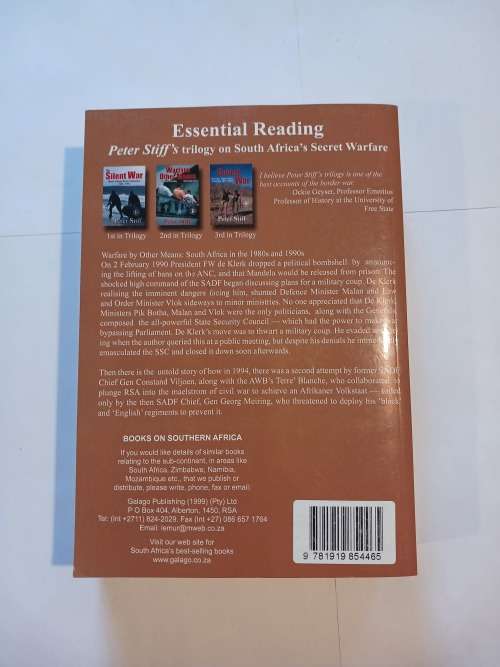 Essential Reading
Peter Stiff's trilogy on South Africa's Secret Warfare
The
Silent War
Peter Stiff
Warfare
Other Means
War
Peter Stiff
1st in Trilogy
2nd in Trilogy
3rd in Trilogy
I believe Peter Stiff's trilogy is one of the
best accounts of the border war
Ockie Geyser, Professor Emeritus
Professor of History at the University of
Free State
Warfare by Other Means: South Africa in the 1980s and 1990s
On 2 February 1990 President FW de Klerk dropped a political bombshell by announc-
ing the lifting of bans on the ANC, and that Mandela would be released from prison. The
shocked high command of the SADF began discussing plans for a military coup. De Klerk
realising the imminent dangers facing him, shunted Defence Minister Malan and Law
and Order Minister Vlok sideways to minor ministries. No one appreciated that De Klerk,
Ministers Pik Botha, Malan and Vlok were the only politicians, along with the Generals,
composed the all-powerful State Security Council — which had the power to make war
bypassing Parliament. De Klerk's move was to thwart a military coup. He evaded answer-
ing when the author queried this at a public meeting, but despite his denials he immediately
emasculated the SSC and closed it down soon afterwards.
Then there is the untold story of how in 1994, there was a second attempt by former SADF
Chief Gen Constand Viljoen, along with the AWB's Terre' Blanche, who collaborated to
plunge RSA into the maelstrom of civil war to achieve an Afrikaner Volkstaat — foiled
only by the then SADF Chief, Gen Georg Meiring, who threatened to deploy his 'black'
and 'English' regiments to prevent it.
BOOKS ON SOUTHERN AFRICA
If you would like details of similar books
relating to the sub-continent, in areas like
South Africa, Zimbabwe, Namibia,
Mozambique etc., that we publish or
distribute, please write, phone, fax or email:
Galago Publishing (1999) (Pty) Ltd
P O Box 404, Alberton, 1450, RSA
Tel: (Int +2711) 824-2029. Fax (Int +27) 086 657 1764
Email: lemur@mweb.co.za
Visit our web site for
South Africa's best-selling books
www.galago.co.za
9 781919 854465